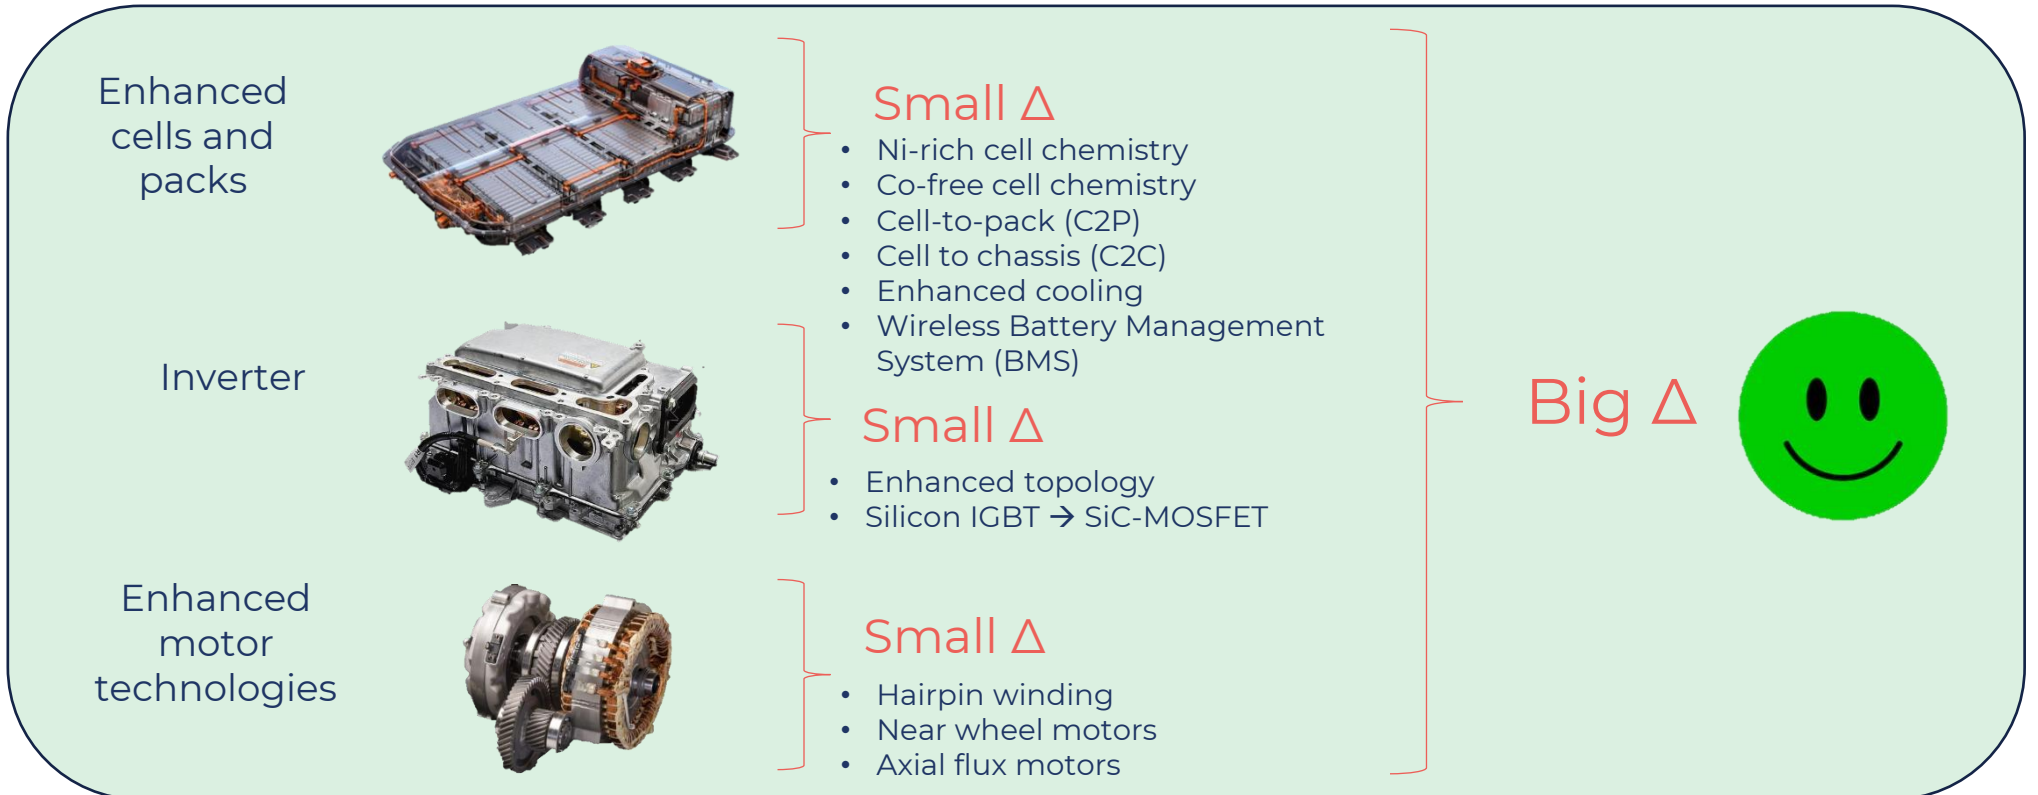 Enhanced
cells and
packs
Small Δ
• Ni-rich cell chemistry
• Co-free cell chemistry
• Cell-to-pack (C2P)
• Cell to chassis (C2C)
• Enhanced cooling
• Wireless Battery Management
System (BMS)
Inverter
Small Δ
• Enhanced topology
• Silicon IGBT → SiC-MOSFET
Enhanced
motor
technologies
Small Δ
• Hairpin winding
• Near wheel motors
• Axial flux motors
Big Δ